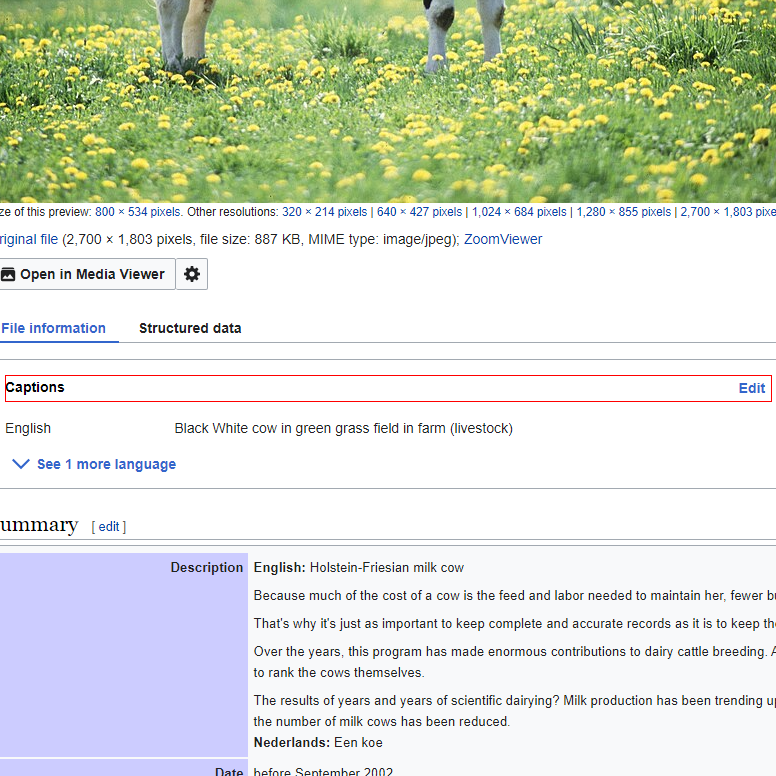 ze of this preview: 800 × 534 pixels. Other resolutions: 320 × 214 pixels | 640 × 427 pixels | 1,024 × 684 pixels | 1,280 × 855 pixels | 2,700 × 1,803 pixe
riginal file (2,700 × 1,803 pixels, file size: 887 KB, MIME type: image/jpeg); ZoomViewer
Open in Media Viewer
File information Structured data
Captions Edit
English Black White cow in green grass field in farm (livestock)
See 1 more language
ummary [ edit ]
Description English: Holstein-Friesian milk cow
Because much of the cost of a cow is the feed and labor needed to maintain her, fewer bu
That's why it's just as important to keep complete and accurate records as it is to keep th
Over the years, this program has made enormous contributions to dairy cattle breeding. A
to rank the cows themselves.
The results of years and years of scientific dairying? Milk production has been trending up
the number of milk cows has been reduced.
Nederlands: Een koe
Date before September 2002